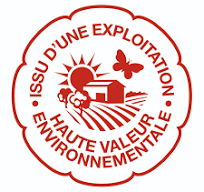 • ISSU D'UNE EXPLOITATION •
HAUTE VALEUR
ENVIRONNEMENTALE